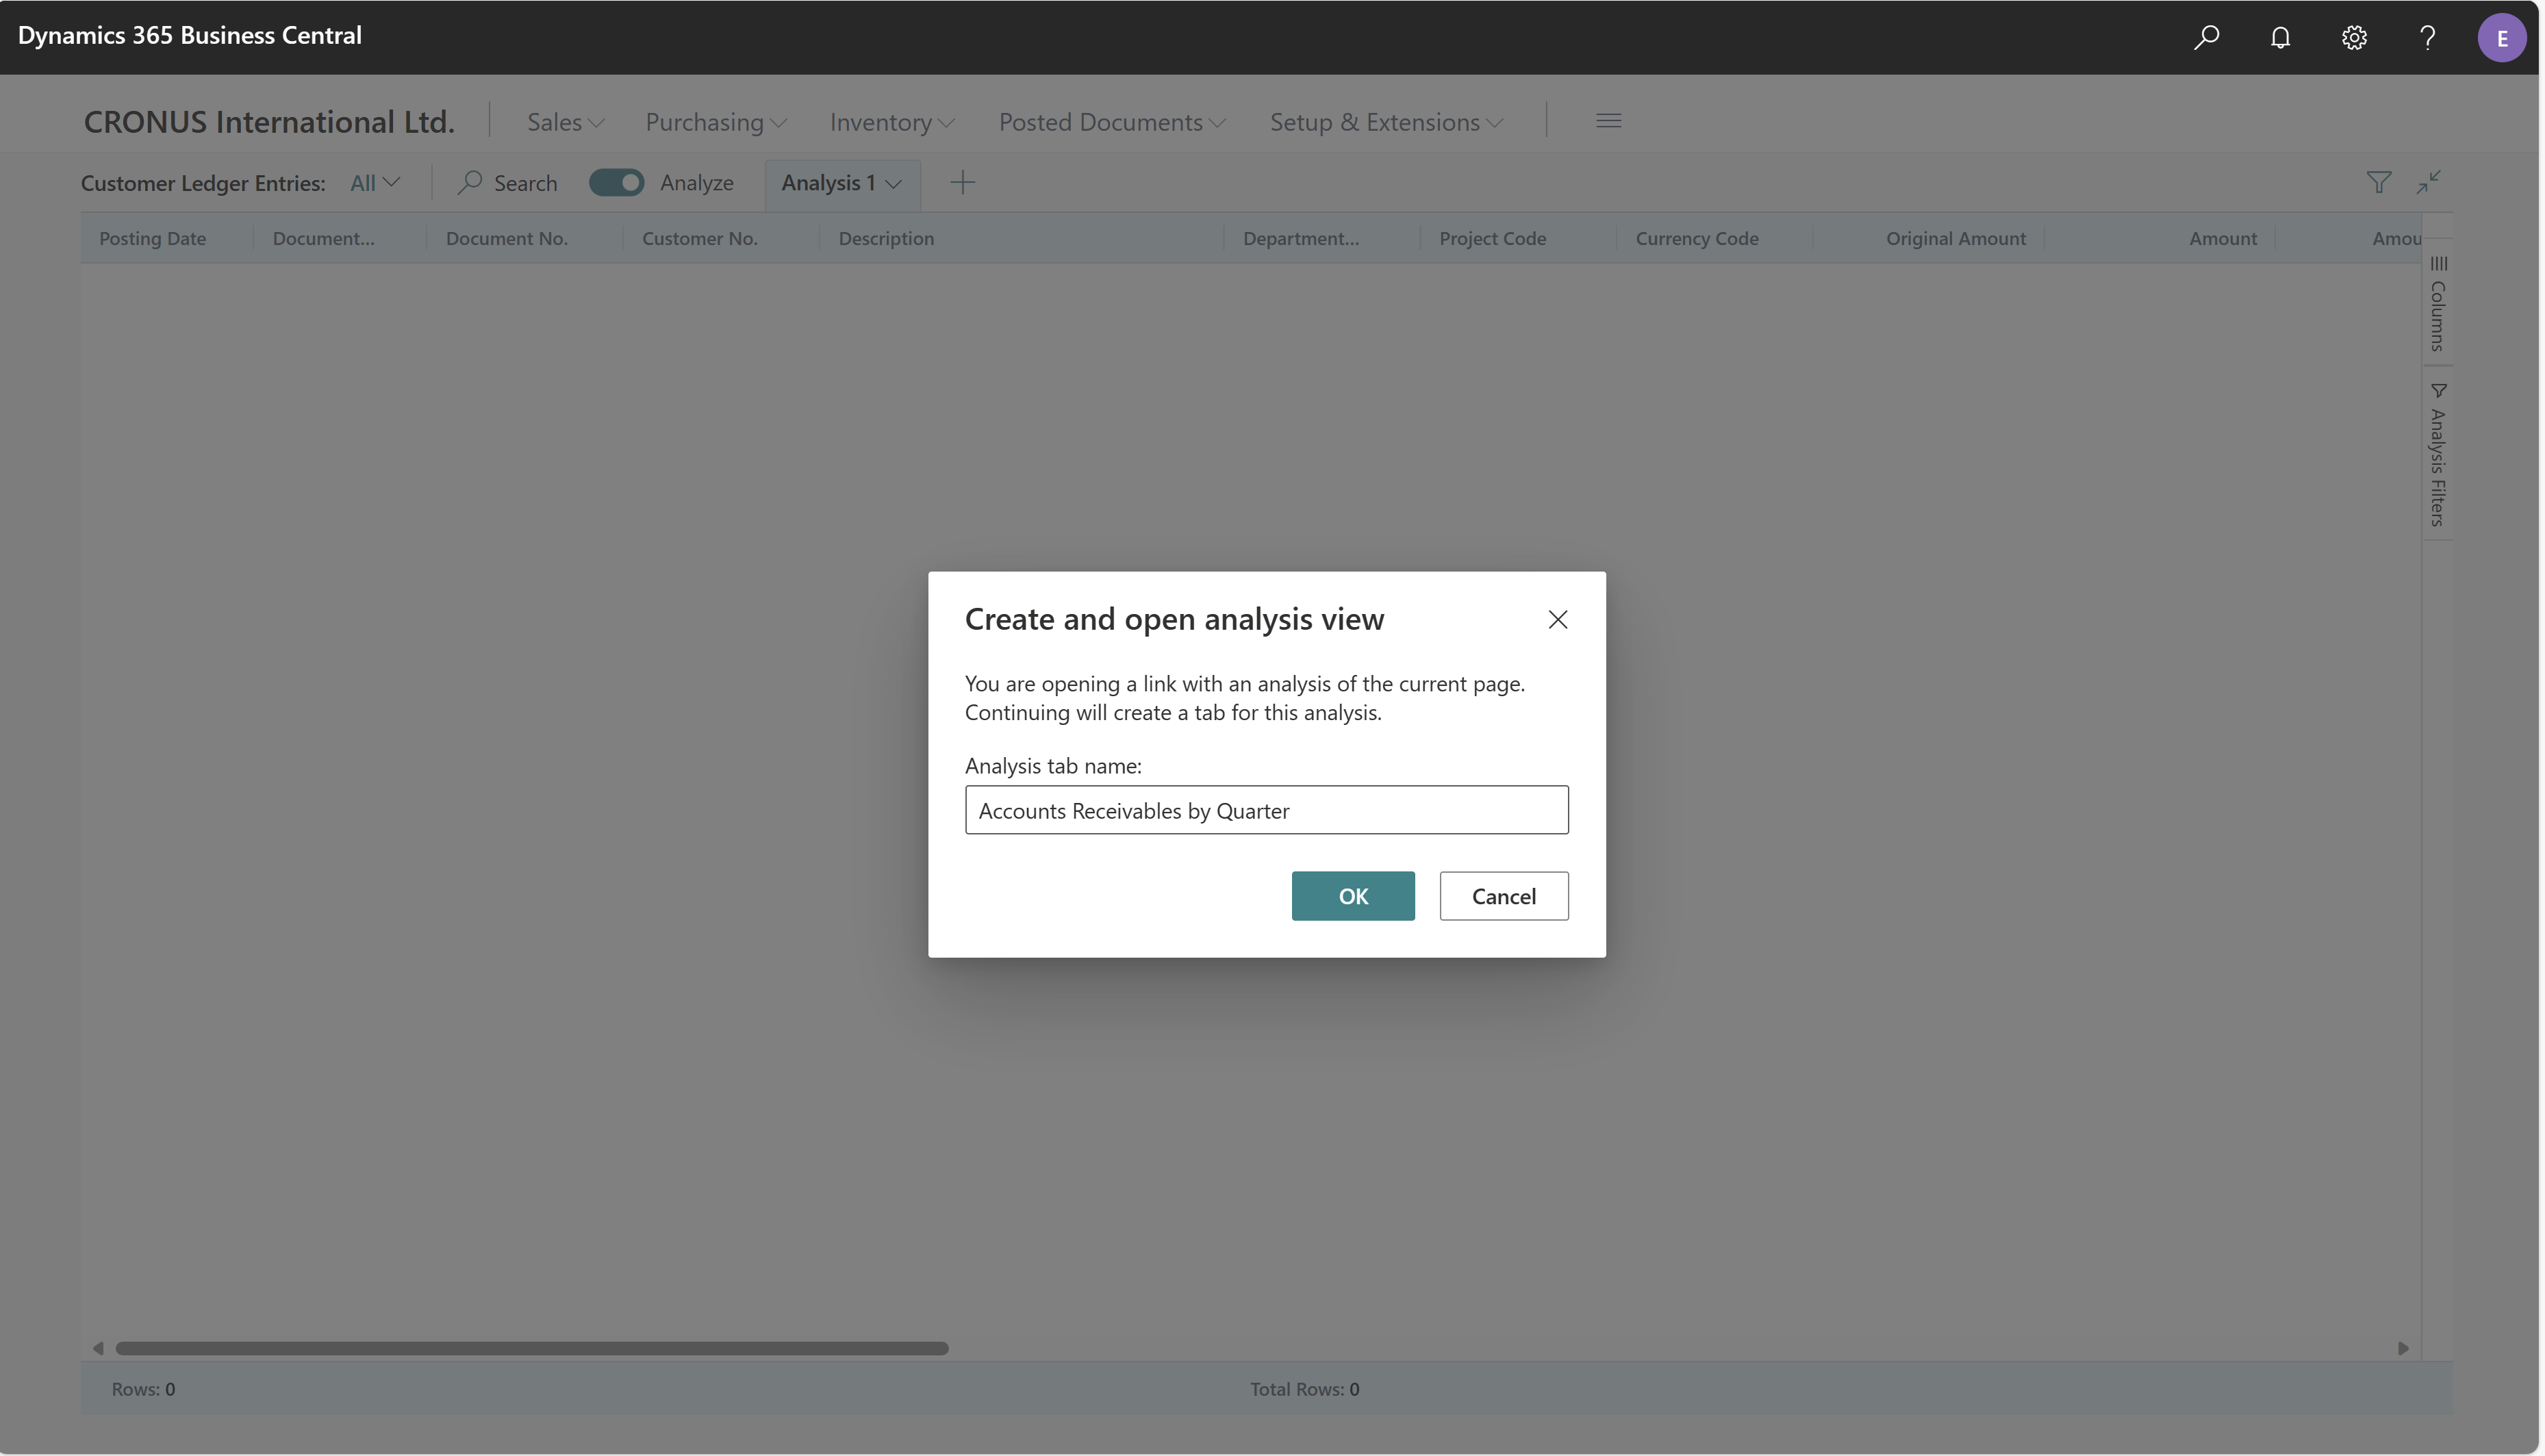 Dynamics 365 Business Central
E
CRONUS International Ltd.
Sales
Purchasing
Inventory
Posted Documents
Setup & Extensions
Customer Ledger Entries: All
Search
Analyze
Analysis 1
Posting Date
Document...
Document No.
Customer No.
Description
Department...
Project Code
Currency Code
Original Amount
Amount
Amou
Columns
Analysis Filters
Create and open analysis view
You are opening a link with an analysis of the current page.
Continuing will create a tab for this analysis.
Analysis tab name:
Accounts Receivables by Quarter
OK
Cancel
Rows: 0
Total Rows: 0